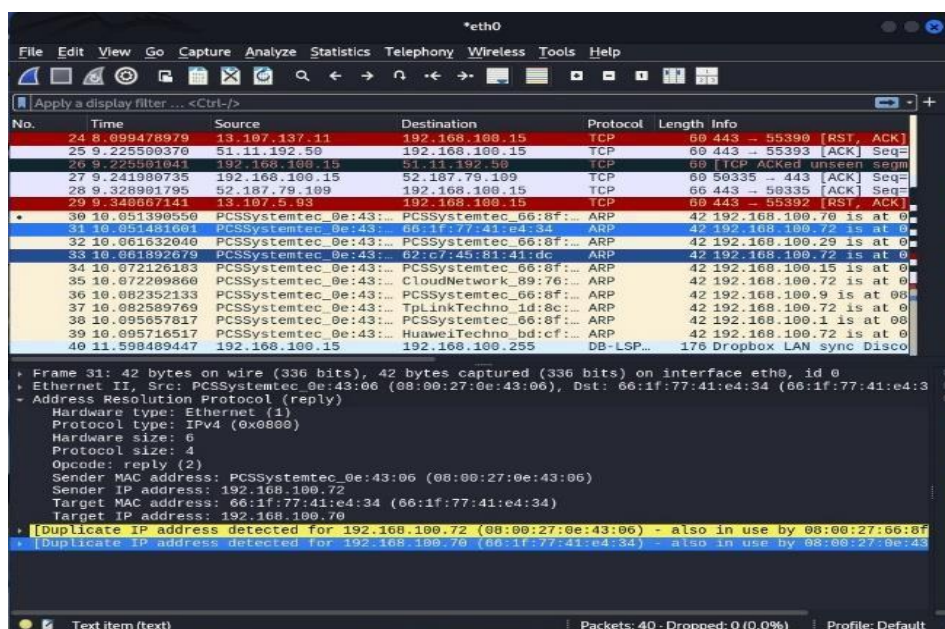 *eth0
File Edit View Go Capture Analyze Statistics Telephony Wireless Tools Help
Apply a display filter ... <Ctrl-/>
No. Time Source Destination Protocol Length Info
24 8.099478979 13.107.137.11 192.168.100.15 TCP 60 443 → 55390 [RST, ACK]
25 9.225500370 51.11.192.50 192.168.100.15 TCP 60 443 → 55393 [ACK] Seq=
26 9.225501041 192.168.100.15 51.11.192.50 TCP 60 [TCP ACKed unseen segm
27 9.241980735 192.168.100.15 52.187.79.109 TCP 60 50335 → 443 [ACK] Seq=
28 9.328901795 52.187.79.109 192.168.100.15 TCP 66 443 → 50335 [ACK] Seq=
29 9.340667141 13.107.5.93 192.168.100.15 TCP 60 443 → 55392 [RST, ACK]
30 10.051390550 PCSSystemtec_0e:43:… PCSSystemtec_66:8f:… ARP 42 192.168.100.70 is at 0
31 10.051481601 PCSSystemtec_0e:43:… 66:1f:77:41:e4:34 ARP 42 192.168.100.72 is at 0
32 10.061632040 PCSSystemtec_0e:43:… PCSSystemtec_66:8f:… ARP 42 192.168.100.29 is at 0
33 10.061892679 PCSSystemtec_0e:43:… 62:c7:45:81:41:dc ARP 42 192.168.100.72 is at 0
34 10.072126183 PCSSystemtec_0e:43:… PCSSystemtec_66:8f:… ARP 42 192.168.100.15 is at 0
35 10.072209860 PCSSystemtec_0e:43:… CloudNetwork_89:76:… ARP 42 192.168.100.72 is at 0
36 10.082352133 PCSSystemtec_0e:43:… PCSSystemtec_66:8f:… ARP 42 192.168.100.9 is at 08
37 10.082589769 PCSSystemtec_0e:43:… TpLinkTechno_1d:8c:… ARP 42 192.168.100.72 is at 0
38 10.095657817 PCSSystemtec_0e:43:… PCSSystemtec_66:8f:… ARP 42 192.168.100.1 is at 08
39 10.095716517 PCSSystemtec_0e:43:… HuaweiTechno_bd:cf:… ARP 42 192.168.100.72 is at 0
40 11.598489447 192.168.100.15 192.168.100.255 DB-LSP… 176 Dropbox LAN sync Disco
Frame 31: 42 bytes on wire (336 bits), 42 bytes captured (336 bits) on interface eth0, id 0
Ethernet II, Src: PCSSystemtec_0e:43:06 (08:00:27:0e:43:06), Dst: 66:1f:77:41:e4:34 (66:1f:77:41:e4:3
Address Resolution Protocol (reply)
Hardware type: Ethernet (1)
Protocol type: IPv4 (0x0800)
Hardware size: 6
Protocol size: 4
Opcode: reply (2)
Sender MAC address: PCSSystemtec_0e:43:06 (08:00:27:0e:43:06)
Sender IP address: 192.168.100.72
Target MAC address: 66:1f:77:41:e4:34 (66:1f:77:41:e4:34)
Target IP address: 192.168.100.70
[Duplicate IP address detected for 192.168.100.72 (08:00:27:0e:43:06) - also in use by 08:00:27:66:8f
[Duplicate IP address detected for 192.168.100.70 (66:1f:77:41:e4:34) - also in use by 08:00:27:0e:43
Text item (text) Packets: 40 · Dropped: 0 (0.0%) Profile: Default